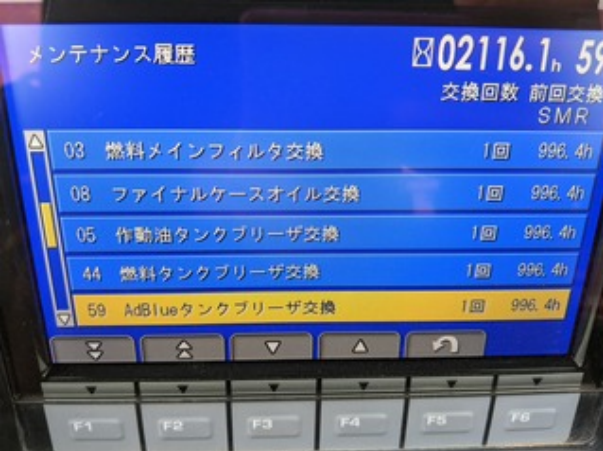 メンテナンス履歴 02116.1h 59
交換回数 前回交換
SMR
03 燃料メインフィルタ交換 1回 996.4h
08 ファイナルケースオイル交換 1回 996.4h
05 作動油タンクブリーザ交換 1回 996.4h
44 燃料タンクブリーザ交換 1回 996.4h
59 AdBlueタンクブリーザ交換 1回 996.4h
F1 F2 F3 F4 F5 F6